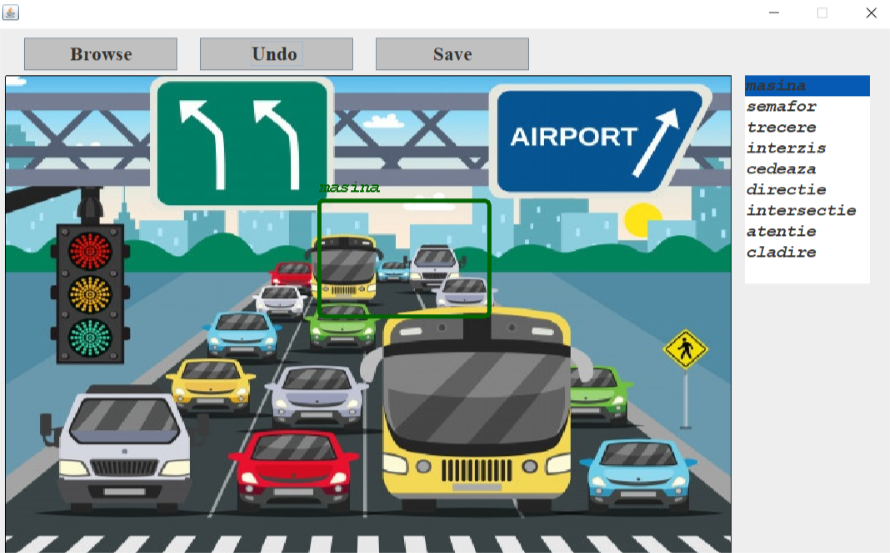 Browse
Undo
Save
AIRPORT
masina
masina
semafor
trecere
interzis
cedeaza
directie
intersectie
atentie
cladire